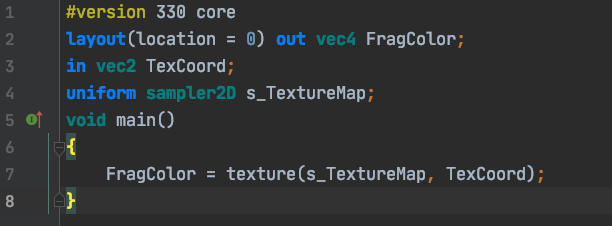 1 #version 330 core
2 layout(location = 0) out vec4 FragColor;
3 in vec2 TexCoord;
4 uniform sampler2D s_TextureMap;
5 void main()
6 {
7 FragColor = texture(s_TextureMap, TexCoord);
8 }